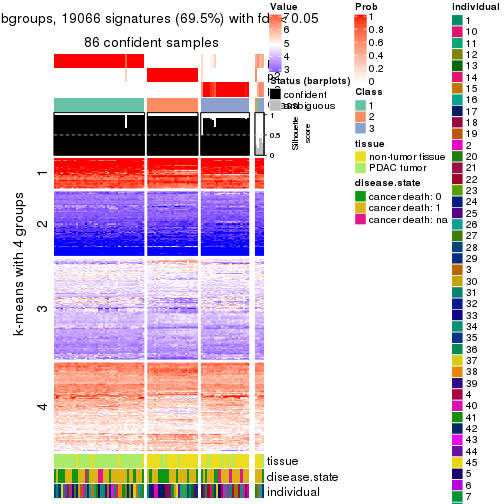 bgroups, 19066 signatures (69.5%) with fd 0.05
86 confident samples
p2
1
0.5
0
Silhouette
score
k-means with 4 groups
1
2
3
4
tissue
disease.state
individual
Value
7
6
5
4
3
Status (barplots)
confident
ambiguous
Prob
1
0.8
0.6
0.4
0.2
0
Class
1
2
3
tissue
non-tumor tissue
PDAC tumor
disease.state
cancer death: 0
cancer death: 1
cancer death: na
individual
1
10
11
12
13
14
15
16
17
18
19
2
20
21
22
23
24
25
26
27
28
29
3
30
31
32
33
34
35
36
37
38
39
4
40
41
42
43
44
45
5
6
7